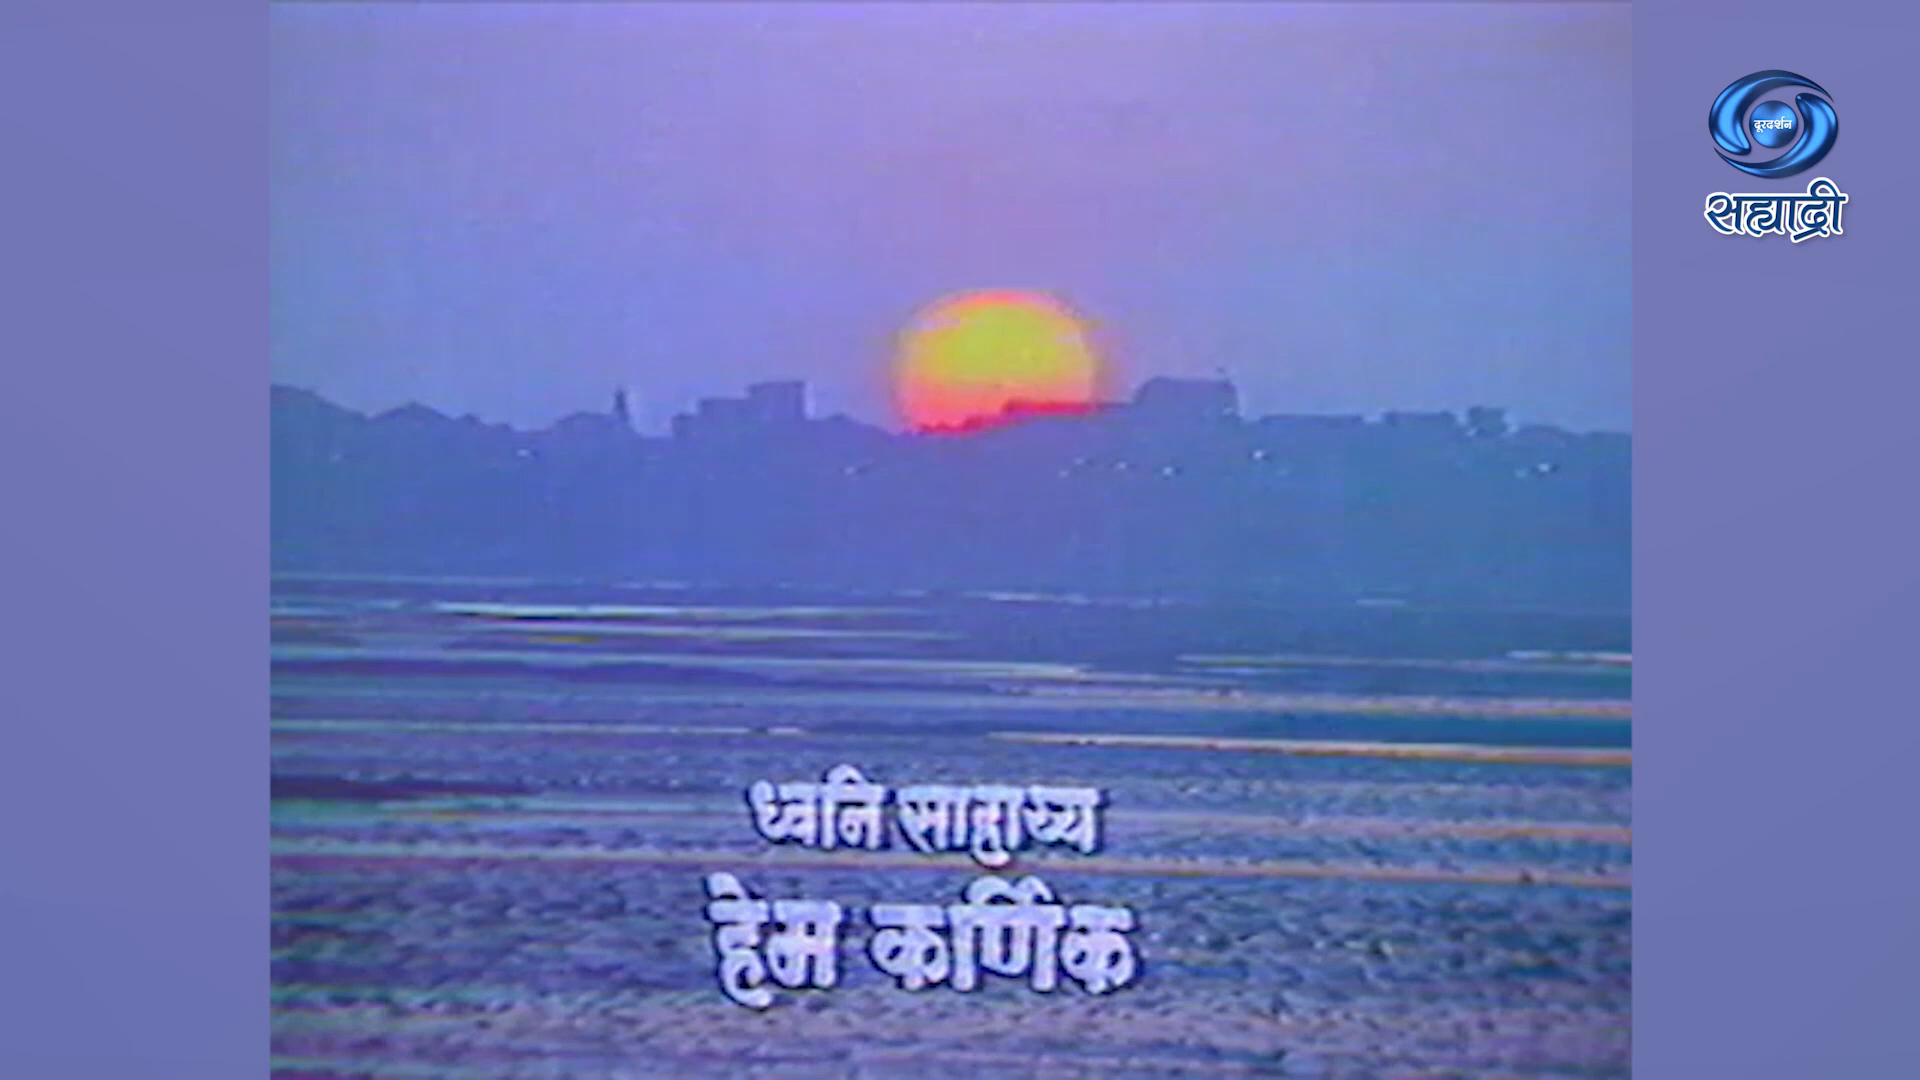 दूरदर्शन
सह्याद्री
ध्वनि साहाय्य
हेम कर्णिक